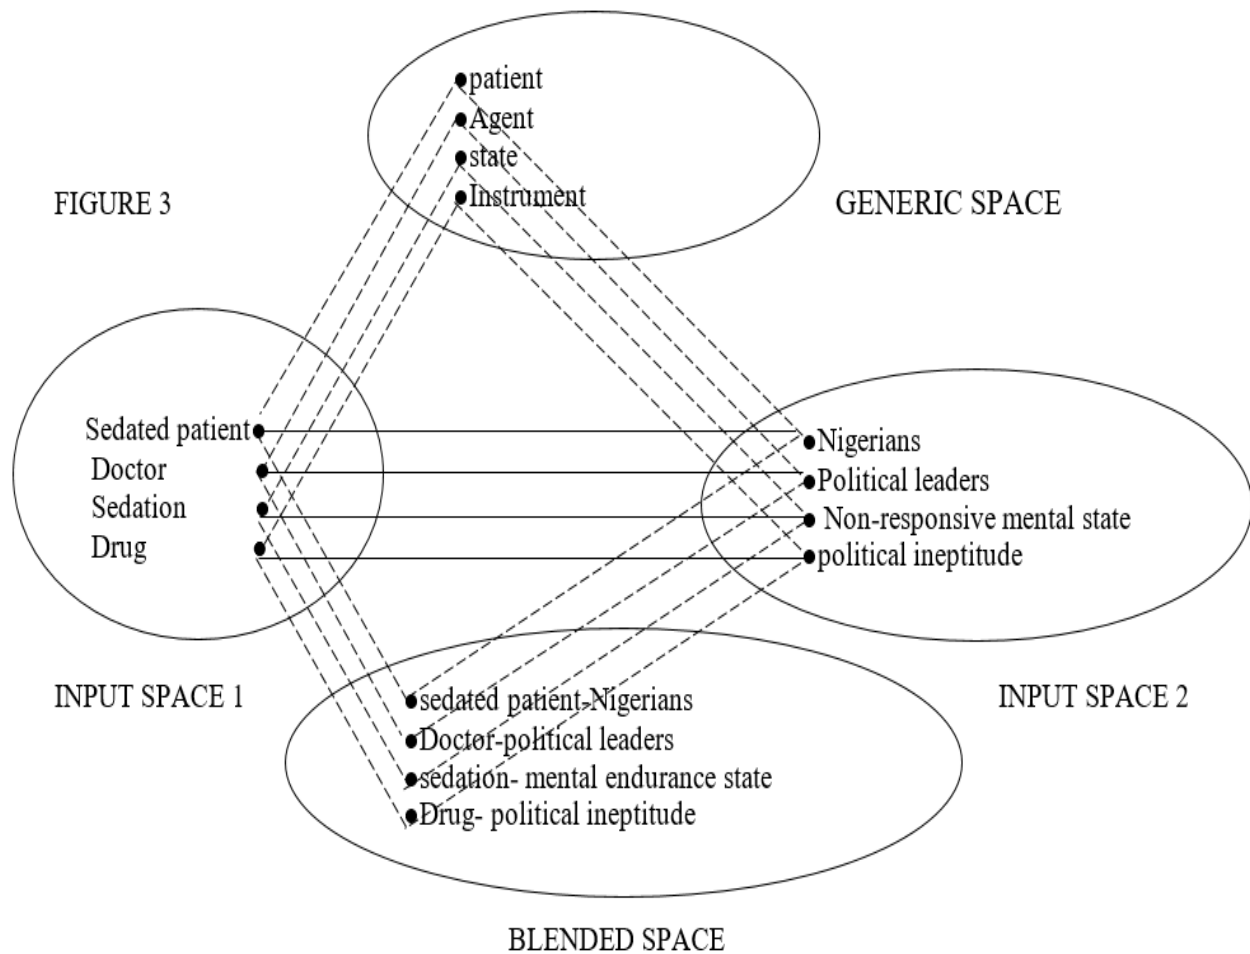 patient
Agent
state
Instrument
FIGURE 3
GENERIC SPACE
Sedated patient
Doctor
Sedation
Drug
Nigerians
Political leaders
Non-responsive mental state
political ineptitude
INPUT SPACE 1
INPUT SPACE 2
sedated patient-Nigerians
Doctor-political leaders
sedation- mental endurance state
Drug- political ineptitude
BLENDED SPACE